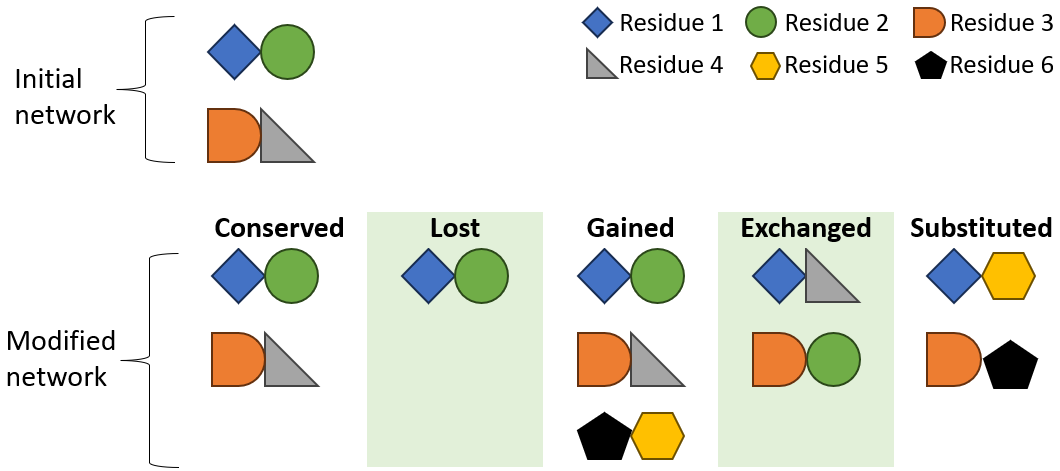 Residue 1 Residue 2 Residue 3
Residue 4 Residue 5 Residue 6
Initial
network
Conserved Lost Gained Exchanged Substituted
Modified
network